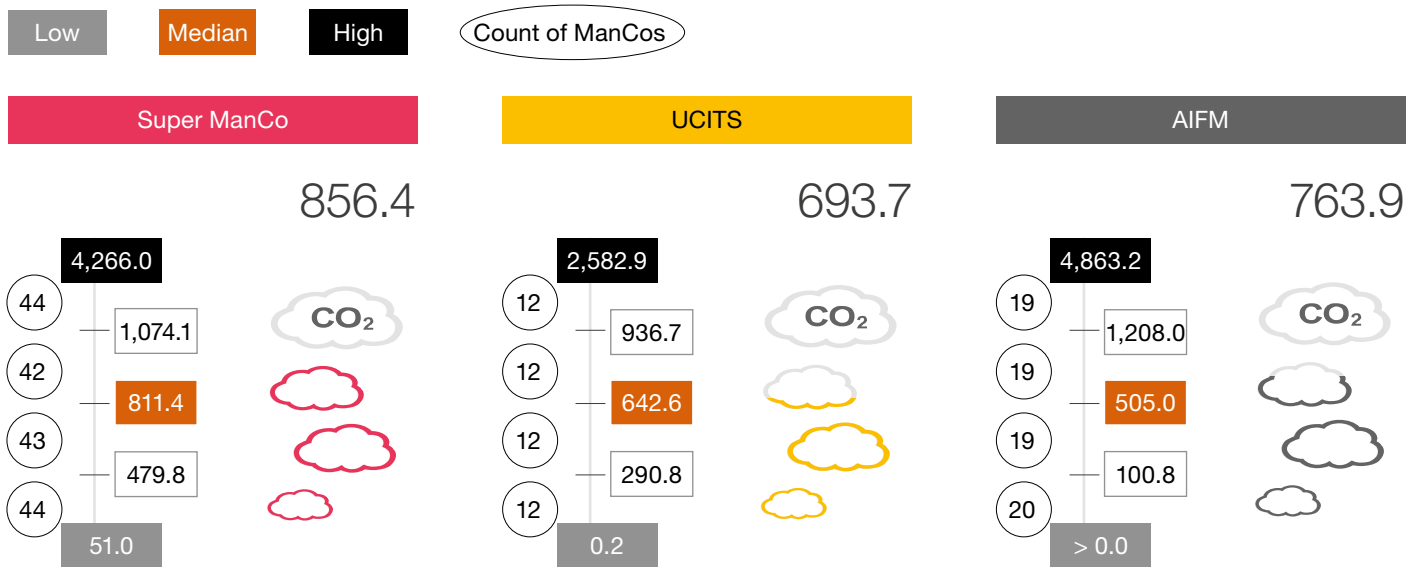 Low Median High Count of ManCos
Super ManCo UCITS AIFM
856.4 693.7 763.9
4,266.0 2,582.9 4,863.2
44 12 19
1,074.1 CO₂ 936.7 CO₂ 1,208.0 CO₂
42 12 19
811.4 642.6 505.0
43 12 19
479.8 290.8 100.8
44 12 20
51.0 0.2 > 0.0